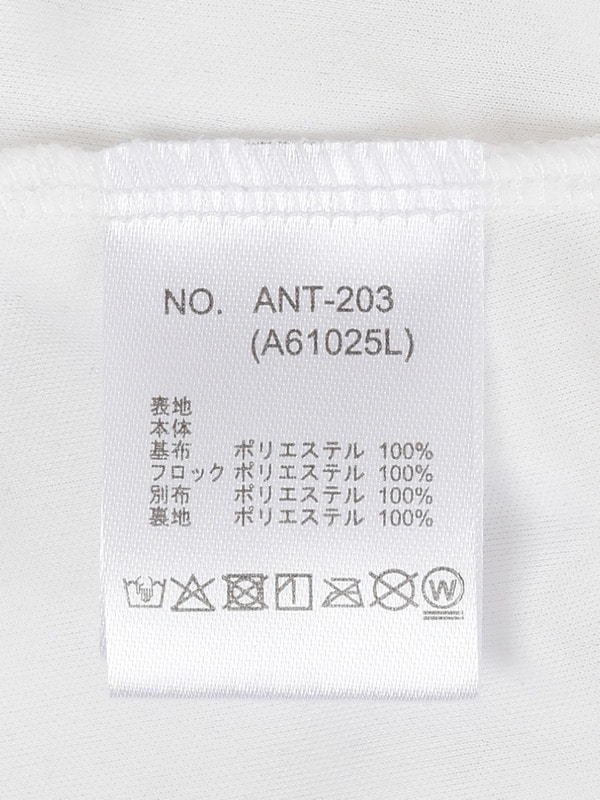 NO. ANT-203
(A61025L)
表地
本体
基布 ポリエステル 100%
フロック ポリエステル 100%
別布 ポリエステル 100%
裏地 ポリエステル 100%
W